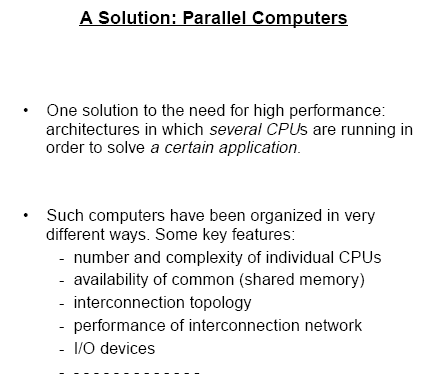 A Solution: Parallel Computers
• One solution to the need for high performance:
architectures in which several CPUs are running in
order to solve a certain application.
• Such computers have been organized in very
different ways. Some key features:
- number and complexity of individual CPUs
- availability of common (shared memory)
- interconnection topology
- performance of interconnection network
- I/O devices
- - - - - - - - - - - - - -